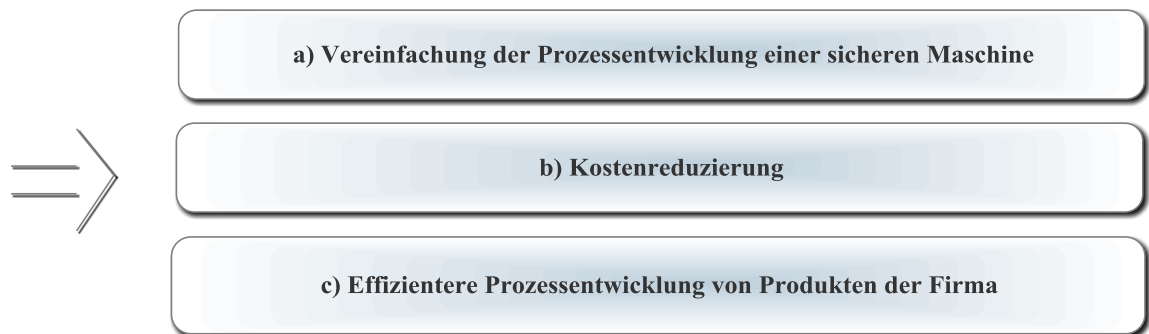 a) Vereinfachung der Prozessentwicklung einer sicheren Maschine
b) Kostenreduzierung
c) Effizientere Prozessentwicklung von Produkten der Firma